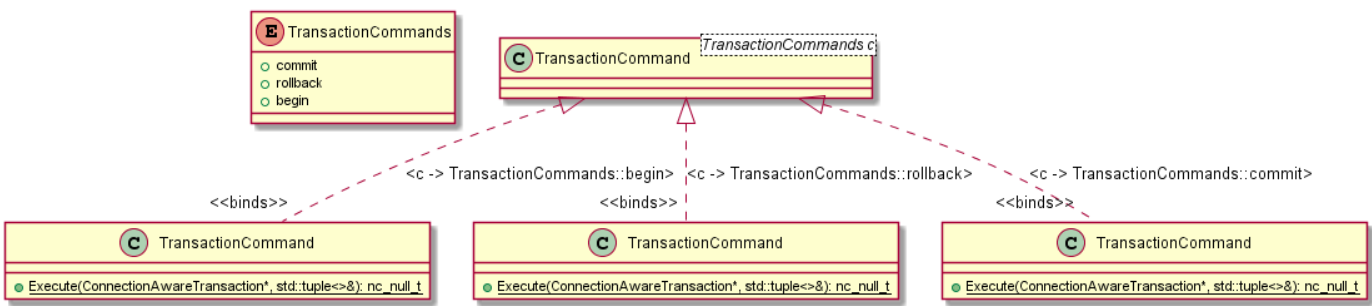 E TransactionCommands
commit
rollback
begin
C TransactionCommand
TransactionCommands c
<c -> TransactionCommands::begin>
<c -> TransactionCommands::rollback>
<c -> TransactionCommands::commit>
<<binds>>
<<binds>>
<<binds>>
C TransactionCommand
Execute(ConnectionAwareTransaction*, std::tuple<>&): nc_null_t
C TransactionCommand
Execute(ConnectionAwareTransaction*, std::tuple<>&): nc_null_t
C TransactionCommand
Execute(ConnectionAwareTransaction*, std::tuple<>&): nc_null_t